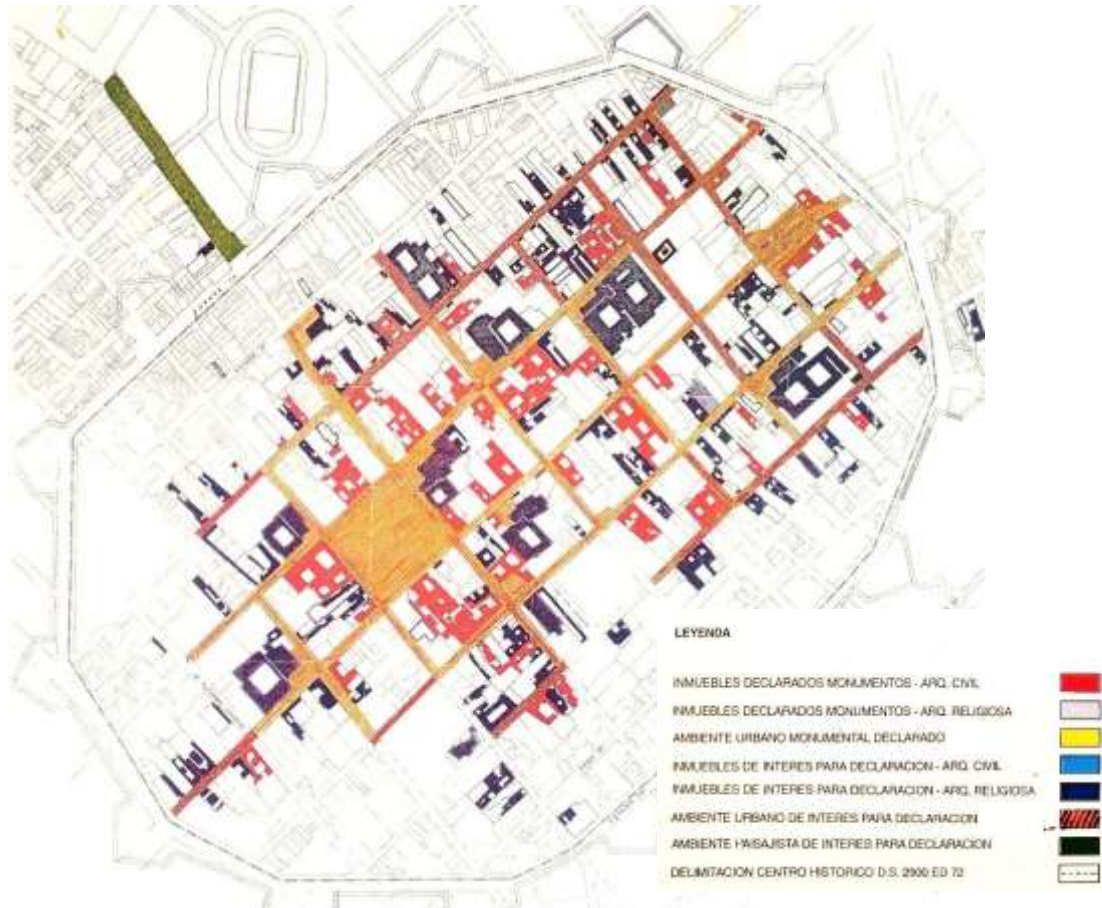 LEYENDA
INMUEBLES DECLARADOS MONUMENTOS - ARQ. CIVIL
INMUEBLES DECLARADOS MONUMENTOS - ARQ. RELIGIOSA
AMBIENTE URBANO MONUMENTAL DECLARADO
INMUEBLES DE INTERES PARA DECLARACION - ARQ. CIVIL
INMUEBLES DE INTERES PARA DECLARACION - ARQ. RELIGIOSA
AMBIENTE URBANO DE INTERES PARA DECLARACION
AMBIENTE PAISAJISTA DE INTERES PARA DECLARACION
DELIMITACION CENTRO HISTORICO D.S. 2900 ED 72